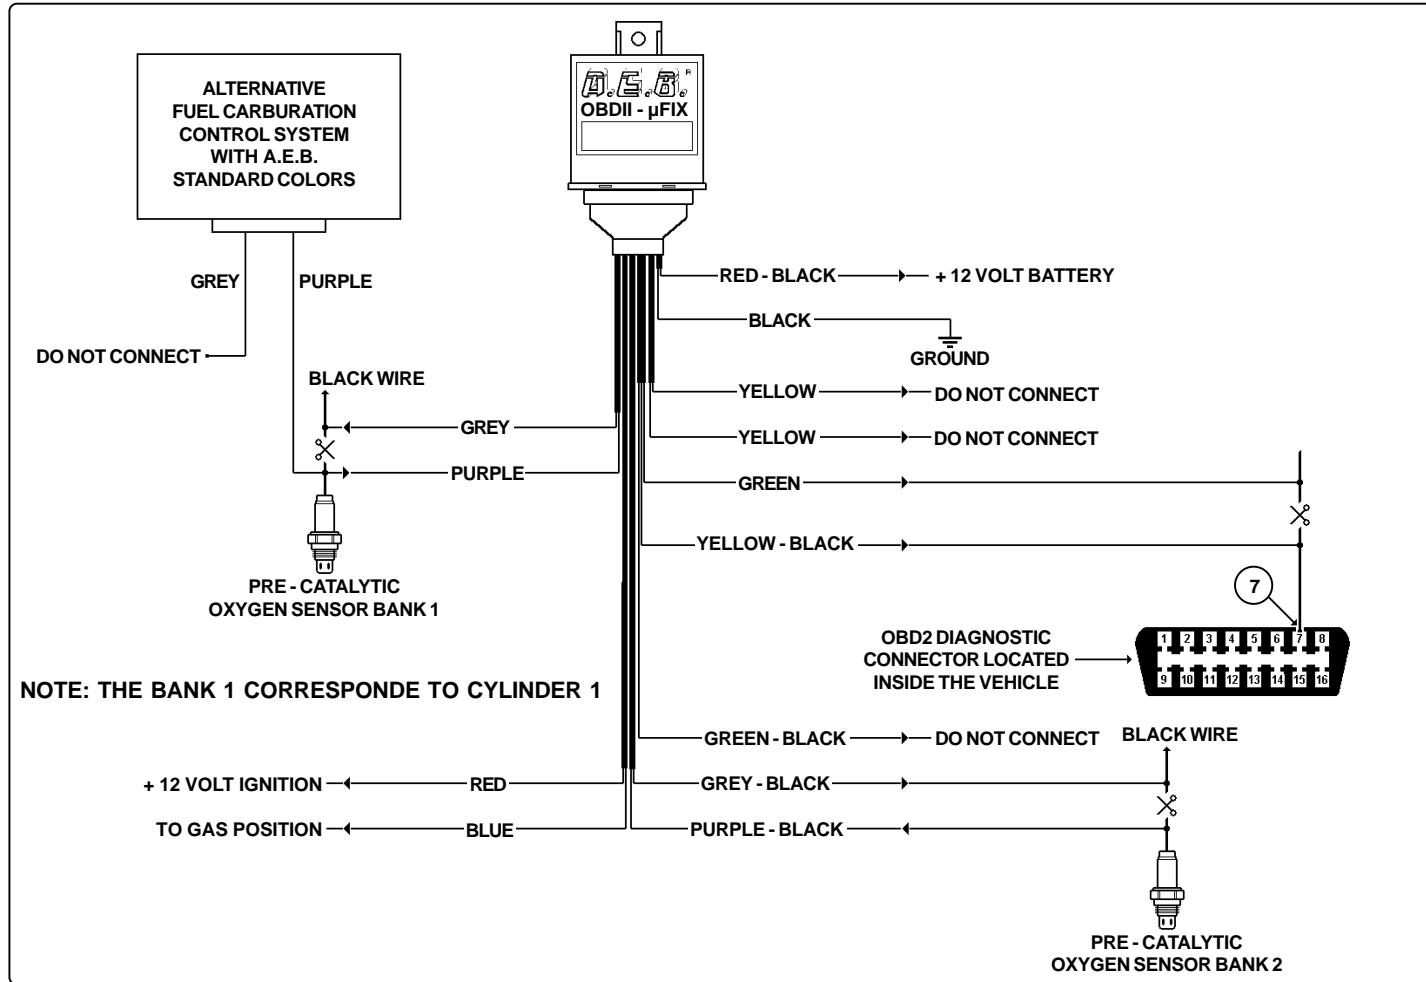 ALTERNATIVE
FUEL CARBURATION
CONTROL SYSTEM
WITH A.E.B.
STANDARD COLORS
A.E.B.®
OBDII - µFIX
GREY
PURPLE
DO NOT CONNECT
BLACK WIRE
GREY
PURPLE
PRE - CATALYTIC
OXYGEN SENSOR BANK 1
RED - BLACK
+ 12 VOLT BATTERY
BLACK
GROUND
YELLOW
DO NOT CONNECT
YELLOW
DO NOT CONNECT
GREEN
YELLOW - BLACK
7
OBD2 DIAGNOSTIC
CONNECTOR LOCATED
INSIDE THE VEHICLE
1 2 3 4 5 6 7 8
9 10 11 12 13 14 15 16
NOTE: THE BANK 1 CORRESPONDE TO CYLINDER 1
GREEN - BLACK
DO NOT CONNECT
BLACK WIRE
+ 12 VOLT IGNITION
RED
GREY - BLACK
TO GAS POSITION
BLUE
PURPLE - BLACK
PRE - CATALYTIC
OXYGEN SENSOR BANK 2